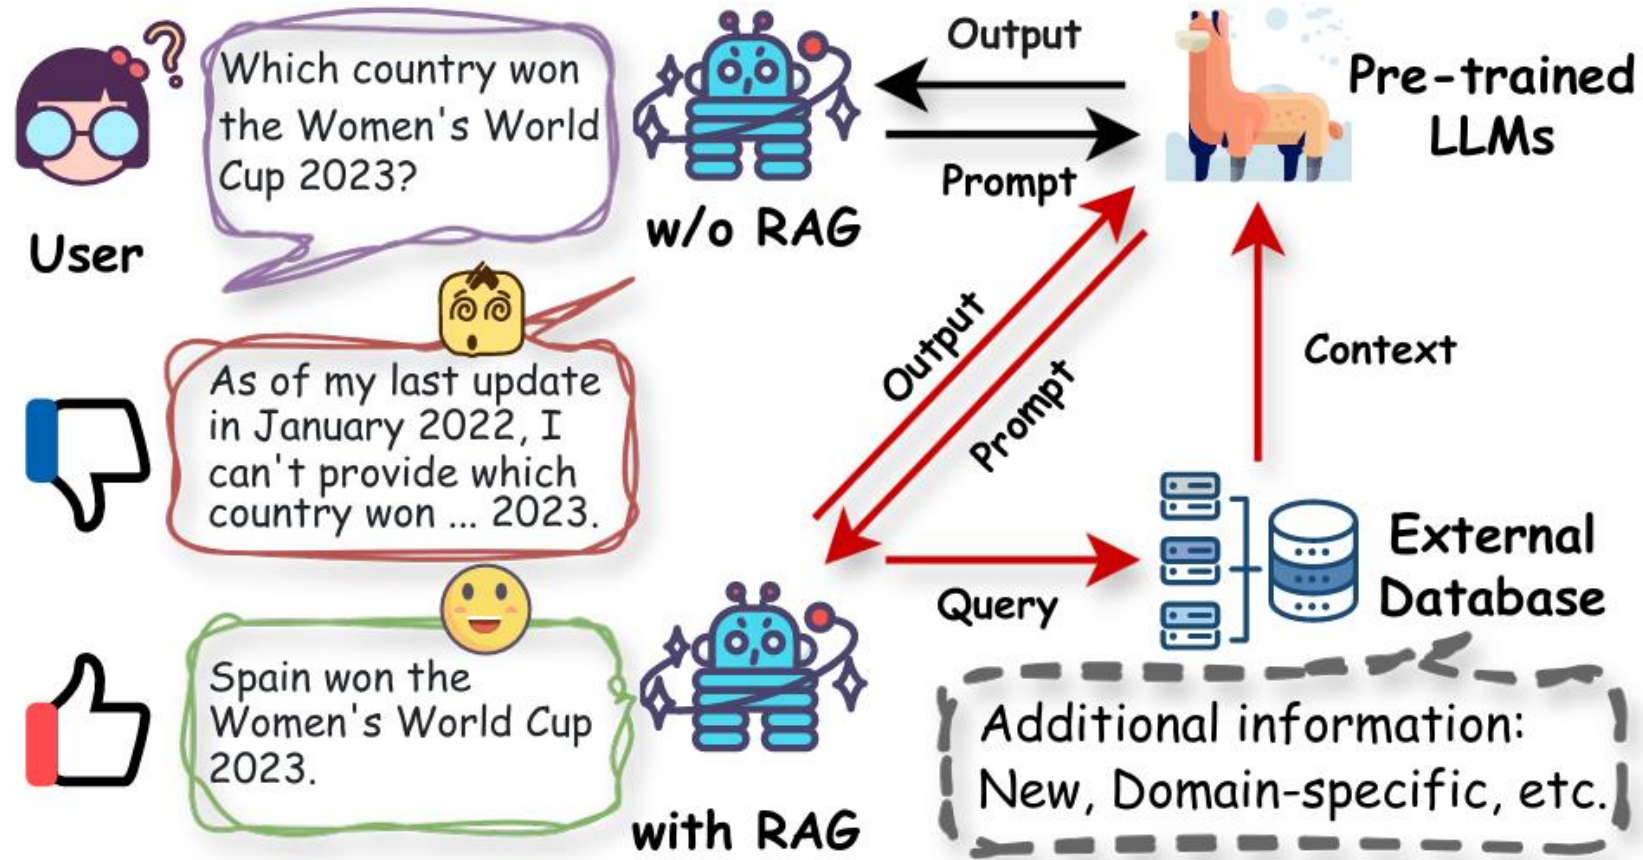 Which country won
the Women's World
Cup 2023?
User
w/o RAG
Output
Prompt
Pre-trained
LLMs
As of my last update
in January 2022, I
can't provide which
country won ... 2023.
Output
Prompt
Context
Query
External
Database
Spain won the
Women's World Cup
2023.
with RAG
Additional information:
New, Domain-specific, etc.